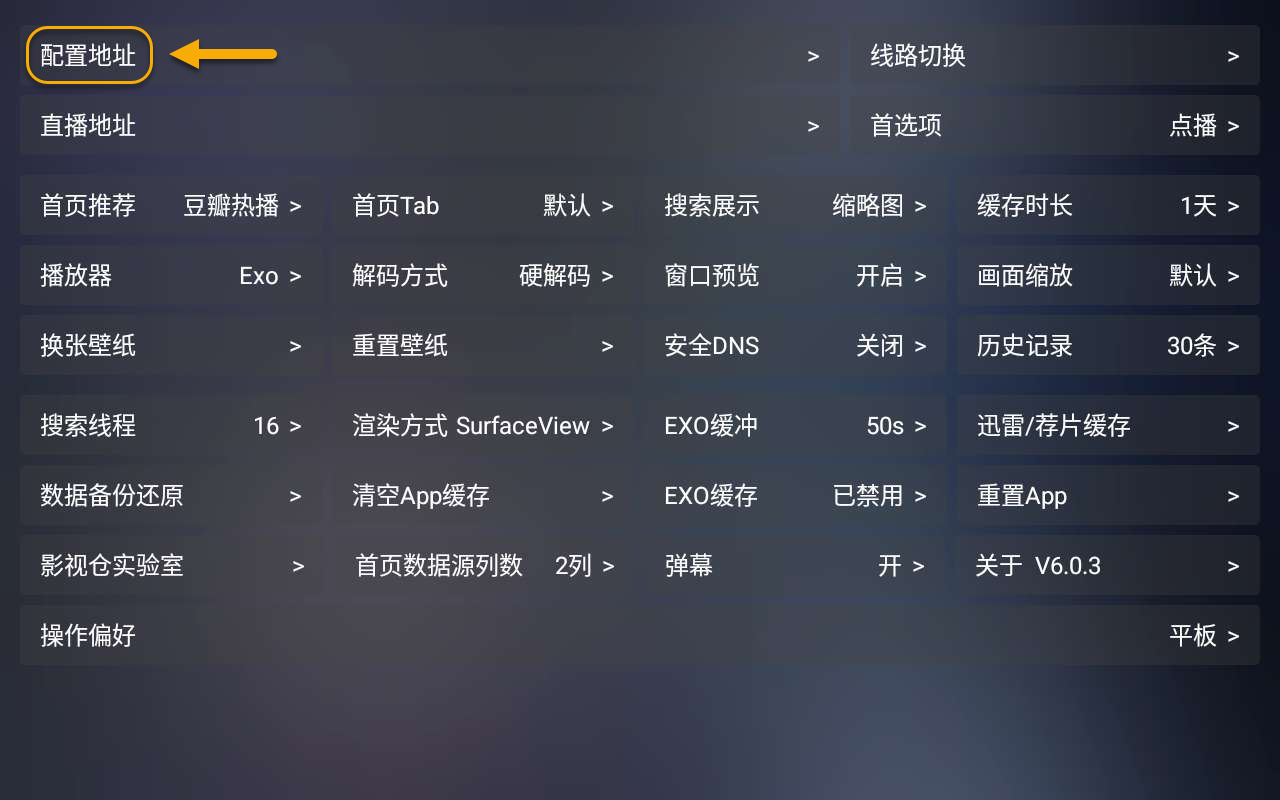 配置地址 > 线路切换 >
直播地址 > 首选项 点播 >
首页推荐 豆瓣热播 > 首页Tab 默认 > 搜索展示 缩略图 > 缓存时长 1天 >
播放器 Exo > 解码方式 硬解码 > 窗口预览 开启 > 画面缩放 默认 >
换张壁纸 > 重置壁纸 > 安全DNS 关闭 > 历史记录 30条 >
搜索线程 16 > 渲染方式 SurfaceView > EXO缓冲 50s > 迅雷/荐片缓存 >
数据备份还原 > 清空App缓存 > EXO缓存 已禁用 > 重置App >
影视仓实验室 > 首页数据源列数 2列 > 弹幕 开 > 关于 V6.0.3 >
操作偏好 平板 >